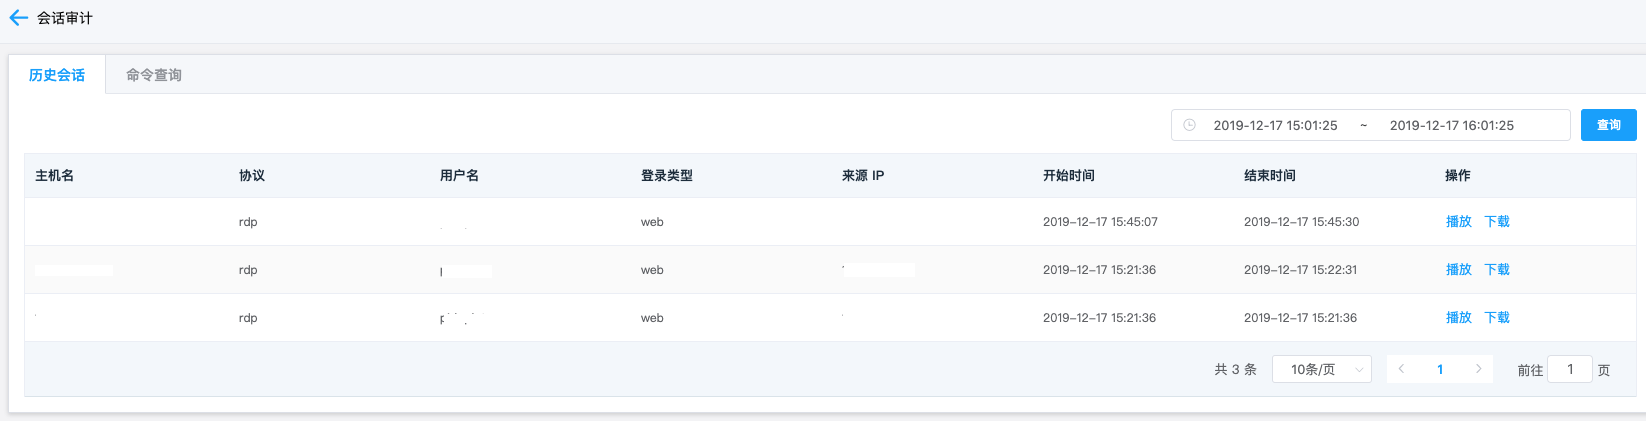 会话审计
历史会话 命令查询
2019-12-17 15:01:25 ~ 2019-12-17 16:01:25 查询
主机名 协议 用户名 登录类型 来源 IP 开始时间 结束时间 操作
rdp web 2019-12-17 15:45:07 2019-12-17 15:45:30 播放 下载
rdp web 2019-12-17 15:21:36 2019-12-17 15:22:31 播放 下载
rdp web 2019-12-17 15:21:36 2019-12-17 15:21:36 播放 下载
共 3 条 10条/页 1 前往 1 页